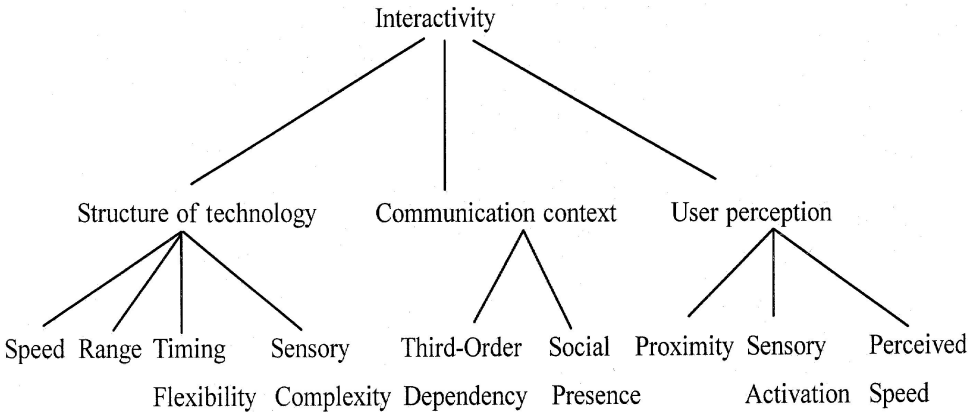 Interactivity
Structure of technology Communication context User perception
Speed Range Timing Sensory Third-Order Social Proximity Sensory Perceived
Flexibility Complexity Dependency Presence Activation Speed